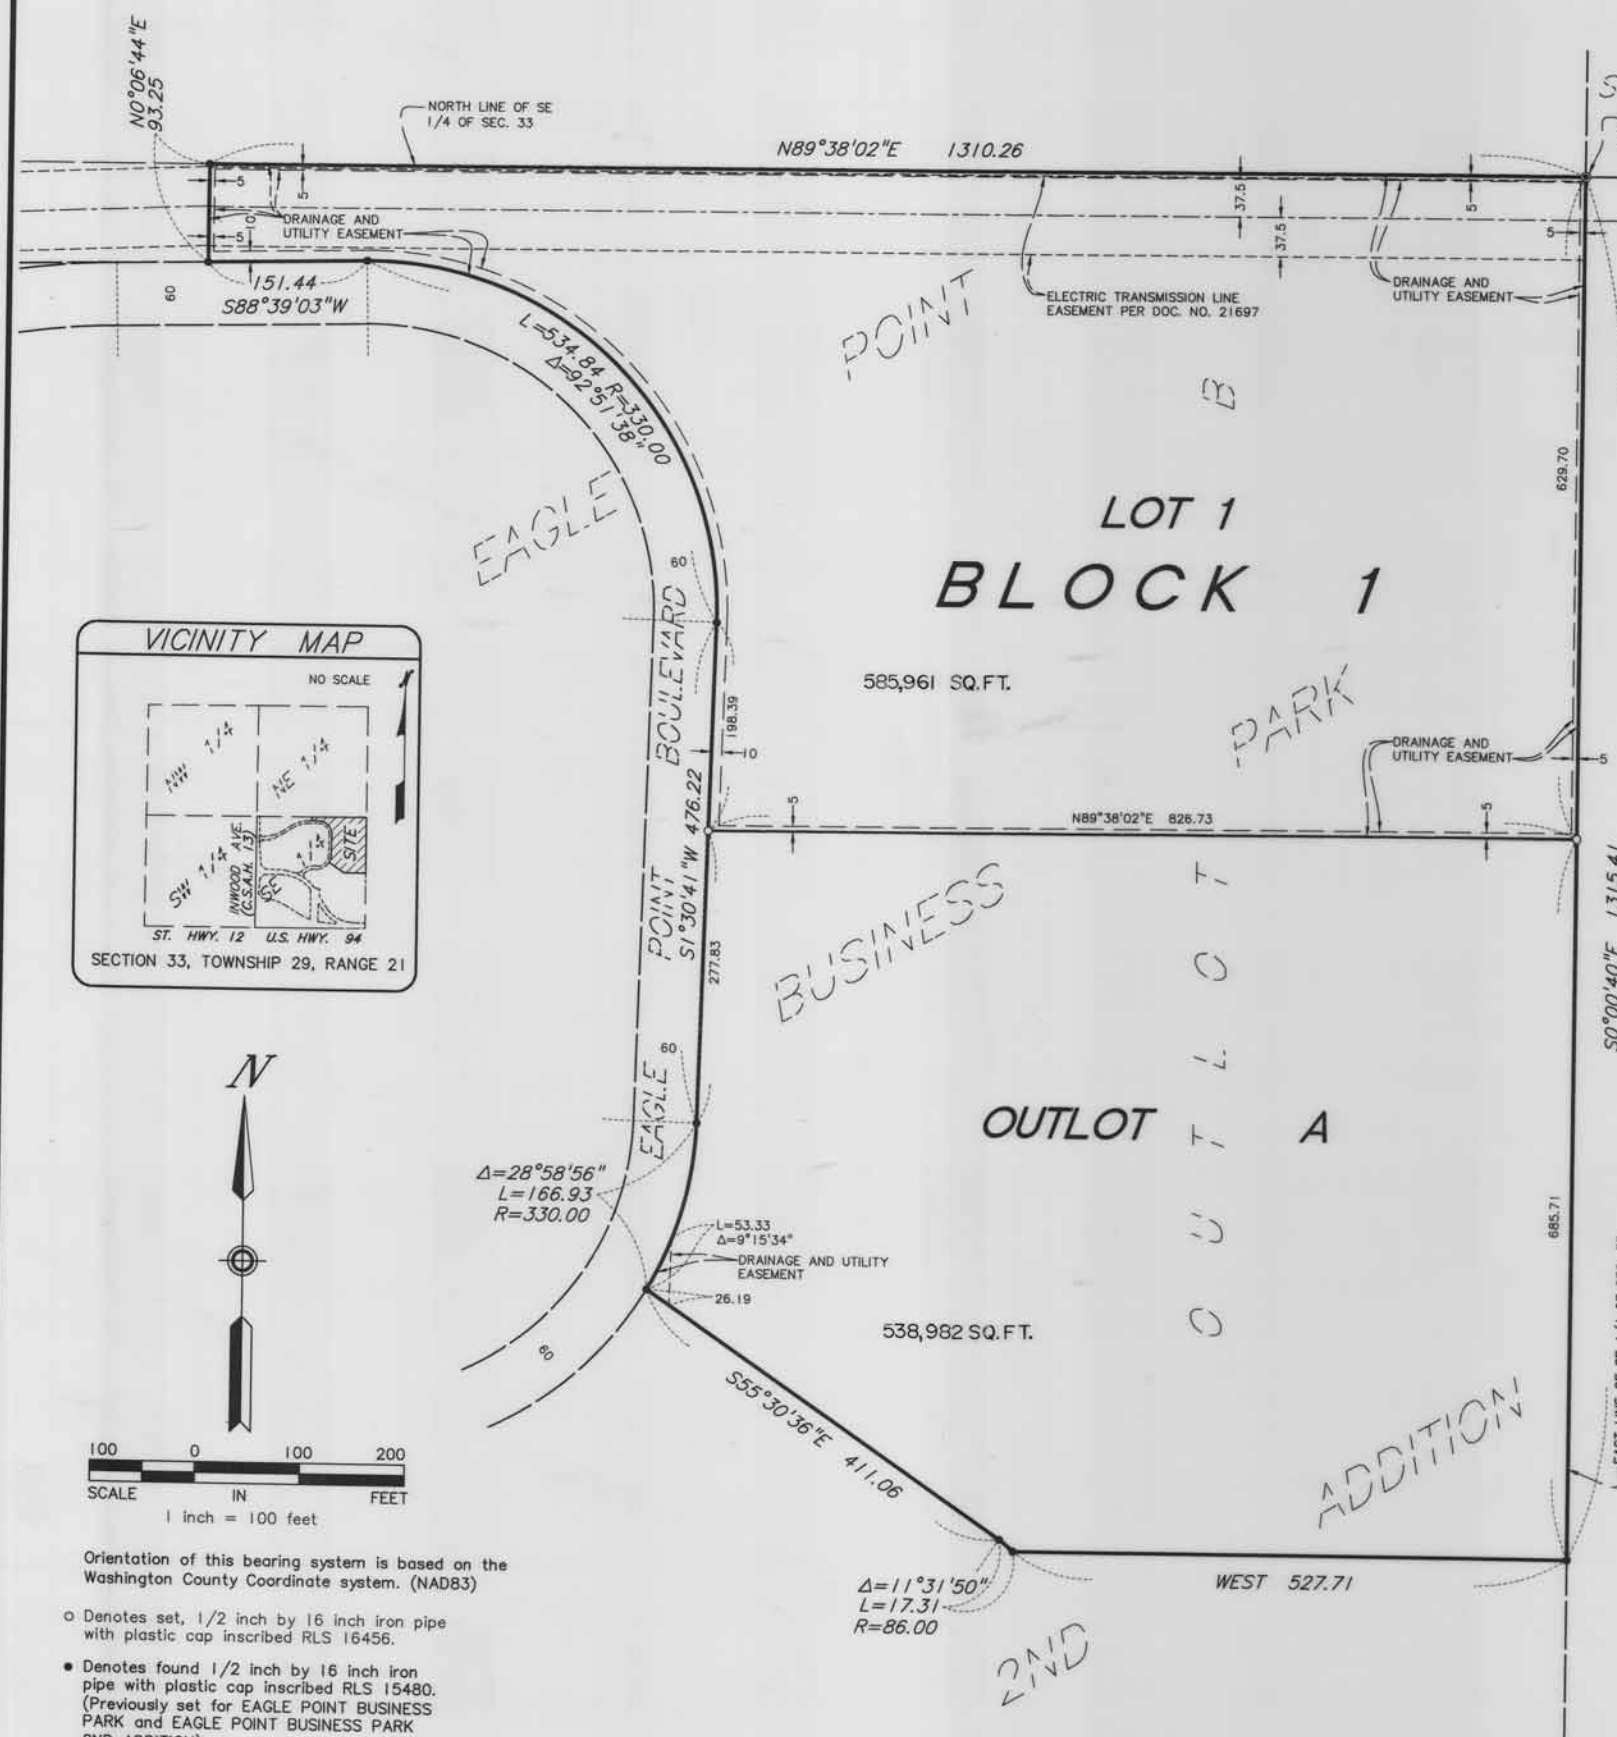 N0°06'44"E
93.25
NORTH LINE OF SE
1/4 OF SEC. 33
N89°38'02"E 1310.26
5
5
5
10
DRAINAGE AND
UTILITY EASEMENT
37.5
37.5
5
5
60
151.44
S88°39'03"W
ELECTRIC TRANSMISSION LINE
EASEMENT PER DOC. NO. 21697
DRAINAGE AND
UTILITY EASEMENT
L=534.84 R=330.00
Δ=92°51'38"
POINT
B
EAGLE
629.70
LOT 1
BLOCK 1
60
585,961 SQ.FT.
PARK
198.39
10
DRAINAGE AND
UTILITY EASEMENT
5
5
5
N89°38'02"E 826.73
VICINITY MAP
NO SCALE
NW 1/4
NE 1/4
SW 1/4
SE 1/4
SITE
INWOOD AVE.
(C.S.A.H. 13)
ST. HWY. 12 U.S. HWY. 94
SECTION 33, TOWNSHIP 29, RANGE 21
EAGLE POINT BOULEVARD
POINT
S1°30'41"W 476.22
277.83
60
BUSINESS
OUTLOT
S0°00'40"E 1315.41
OUTLOT A
N
Δ=28°58'56"
L=166.93
R=330.00
L=53.33
Δ=9°15'34"
DRAINAGE AND UTILITY
EASEMENT
26.19
685.71
538,982 SQ.FT.
60
S55°30'36"E 411.06
ADDITION
100 0 100 200
SCALE IN FEET
1 inch = 100 feet
WEST 527.71
Δ=11°31'50"
L=17.31
R=86.00
2ND
Orientation of this bearing system is based on the
Washington County Coordinate system. (NAD83)
o Denotes set, 1/2 inch by 16 inch iron pipe
with plastic cap inscribed RLS 16456.
● Denotes found 1/2 inch by 16 inch iron
pipe with plastic cap inscribed RLS 15480.
(Previously set for EAGLE POINT BUSINESS
PARK and EAGLE POINT BUSINESS PARK
2ND ADDITION)